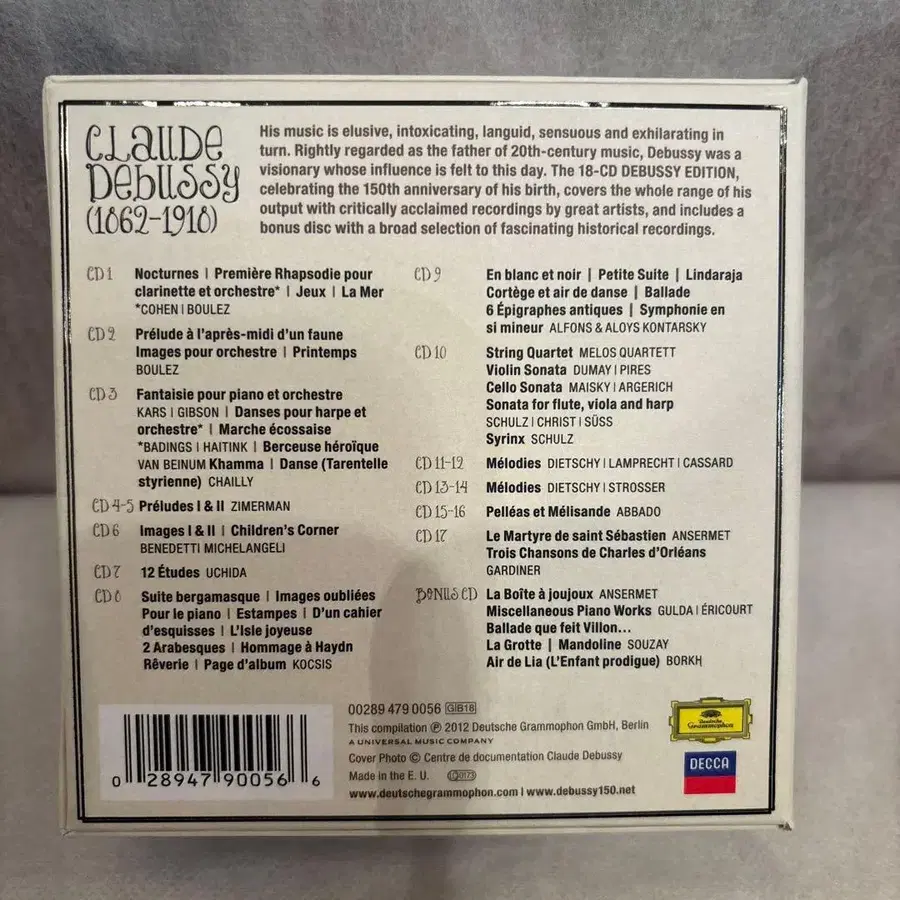 CLAUDE
DEBUSSY
(1862–1918)
His music is elusive, intoxicating, languid, sensuous and exhilarating in
turn. Rightly regarded as the father of 20th-century music, Debussy was a
visionary whose influence is felt to this day. The 18-CD DEBUSSY EDITION,
celebrating the 150th anniversary of his birth, covers the whole range of his
output with critically acclaimed recordings by great artists, and includes a
bonus disc with a broad selection of fascinating historical recordings.
CD 1 Nocturnes | Première Rhapsodie pour
clarinette et orchestre* | Jeux | La Mer
*COHEN | BOULEZ
CD 2 Prélude à l'après-midi d'un faune
Images pour orchestre | Printemps
BOULEZ
CD 3 Fantaisie pour piano et orchestre
KARS | GIBSON | Danses pour harpe et
orchestre* | Marche écossaise
*BADINGS | HAITINK | Berceuse héroïque
VAN BEINUM Khamma | Danse (Tarentelle
styrienne) CHAILLY
CD 4-5 Préludes I & II ZIMERMAN
CD 6 Images I & II | Children's Corner
BENEDETTI MICHELANGELI
CD 7 12 Études UCHIDA
CD 8 Suite bergamasque | Images oubliées
Pour le piano | Estampes | D'un cahier
d'esquisses | L'Isle joyeuse
2 Arabesques | Hommage à Haydn
Rêverie | Page d'album KOCSIS
CD 9 En blanc et noir | Petite Suite | Lindaraja
Cortège et air de danse | Ballade
6 Épigraphes antiques | Symphonie en
si mineur ALFONS & ALOYS KONTARSKY
CD 10 String Quartet MELOS QUARTETT
Violin Sonata DUMAY | PIRES
Cello Sonata MAISKY | ARGERICH
Sonata for flute, viola and harp
SCHULZ | CHRIST | SÜSS
Syrinx SCHULZ
CD 11-12 Mélodies DIETSCHY | LAMPRECHT | CASSARD
CD 13-14 Mélodies DIETSCHY | STROSSER
CD 15-16 Pelléas et Mélisande ABBADO
CD 17 Le Martyre de saint Sébastien ANSERMET
Trois Chansons de Charles d'Orléans
GARDINER
BONUS CD La Boîte à joujoux ANSERMET
Miscellaneous Piano Works GULDA | ÉRICOURT
Ballade que feit Villon...
La Grotte | Mandoline SOUZAY
Air de Lia (L'Enfant prodigue) BORKH
0 28947 90056 6
00289 479 0056 GIB18
This compilation ℗ 2012 Deutsche Grammophon GmbH, Berlin
A UNIVERSAL MUSIC COMPANY
Cover Photo © Centre de documentation Claude Debussy
Made in the E. U. LC 0173
www.deutschegrammophon.com | www.debussy150.net
Deutsche
Grammophon
DECCA